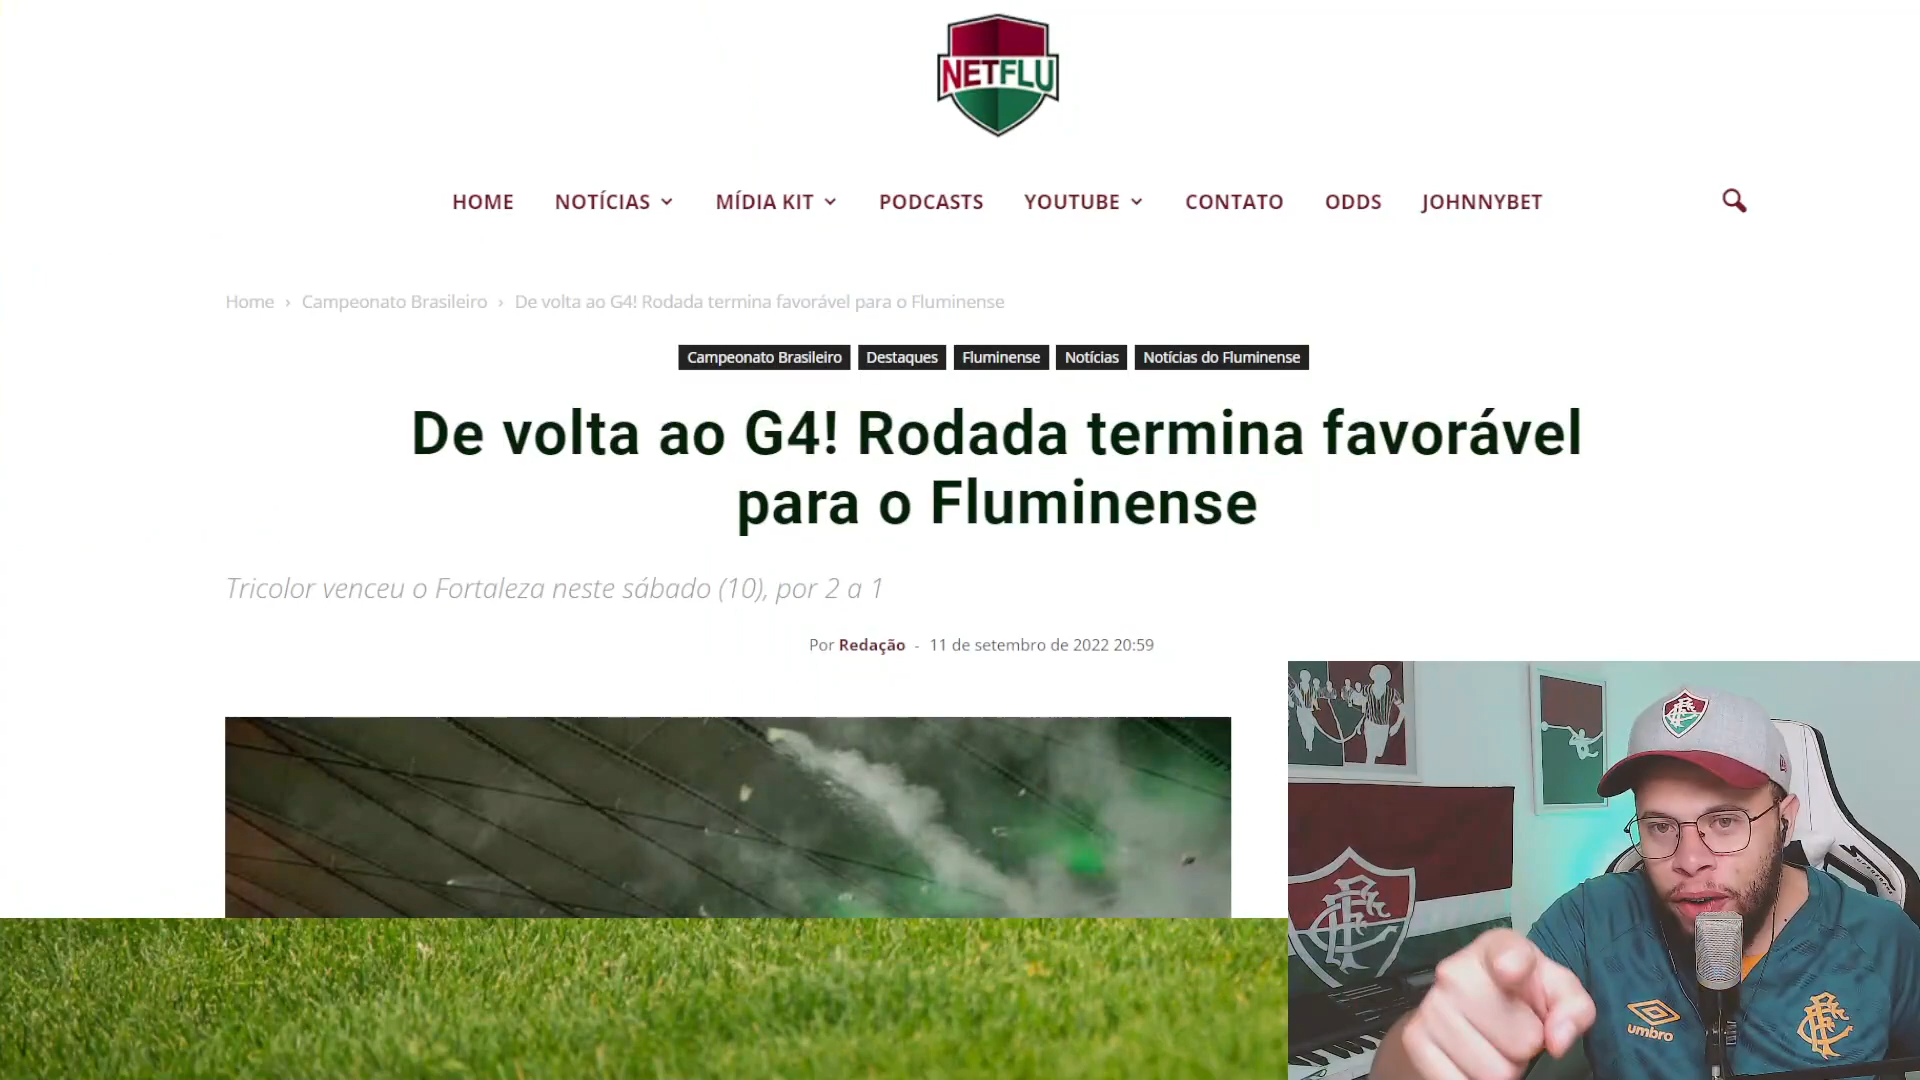 NETFLU
HOME NOTÍCIAS MÍDIA KIT PODCASTS YOUTUBE CONTATO ODDS JOHNNYBET
Home › Campeonato Brasileiro › De volta ao G4! Rodada termina favorável para o Fluminense
Campeonato Brasileiro Destaques Fluminense Notícias Notícias do Fluminense
De volta ao G4! Rodada termina favorável
para o Fluminense
Tricolor venceu o Fortaleza neste sábado (10), por 2 a 1
Por Redação - 11 de setembro de 2022 20:59
umbro